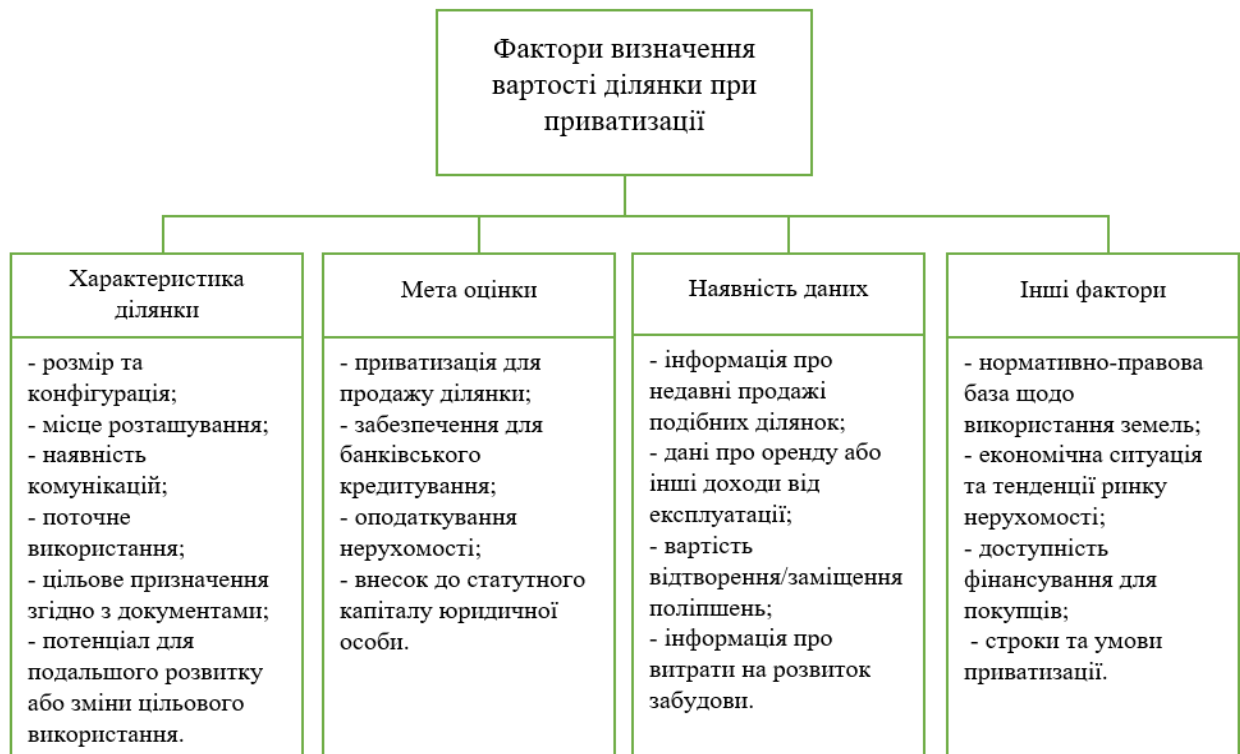 Фактори визначення
вартості ділянки при
приватизації
Характеристика
ділянки
- розмір та
конфігурація;
- місце розташування;
- наявність
комунікацій;
- поточне
використання;
- цільове призначення
згідно з документами;
- потенціал для
подальшого розвитку
або зміни цільового
використання.
Мета оцінки
- приватизація для
продажу ділянки;
- забезпечення для
банківського
кредитування;
- оподаткування
нерухомості;
- внесок до статутного
капіталу юридичної
особи.
Наявність даних
- інформація про
недавні продажі
подібних ділянок;
- дані про оренду або
інші доходи від
експлуатації;
- вартість
відтворення/заміщення
поліпшень;
- інформація про
витрати на розвиток
забудови.
Інші фактори
- нормативно-правова
база щодо
використання земель;
- економічна ситуація
та тенденції ринку
нерухомості;
- доступність
фінансування для
покупців;
- строки та умови
приватизації.